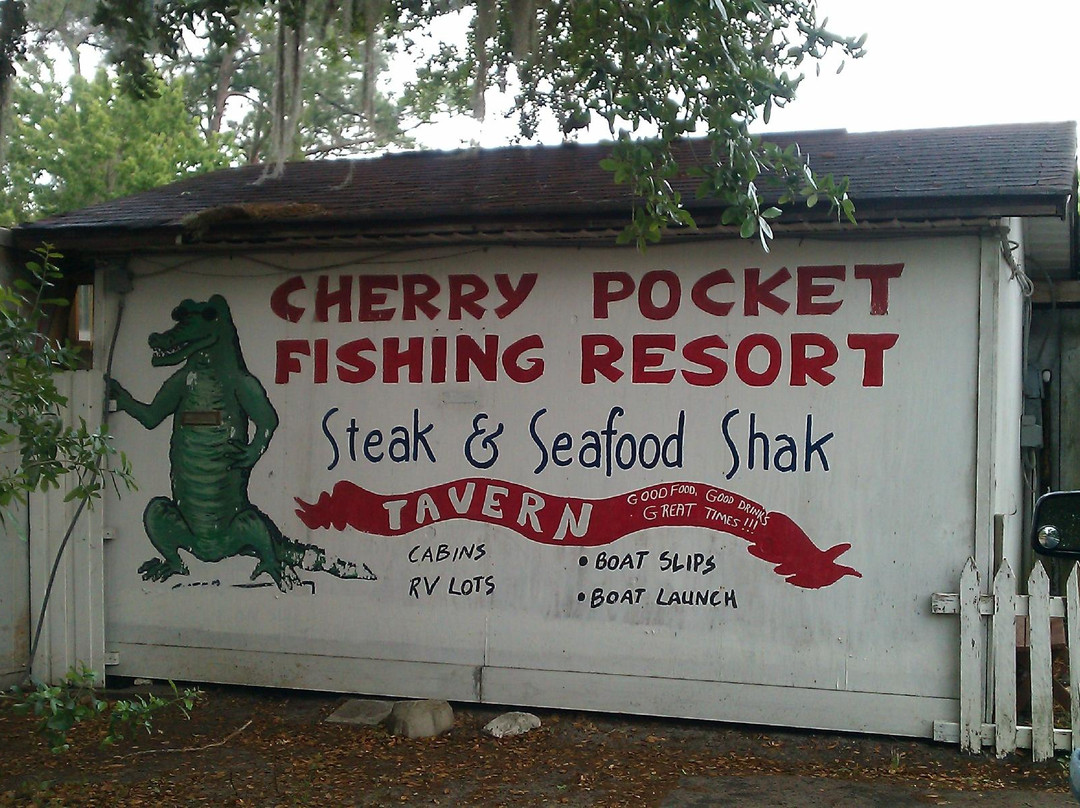 CHERRY POCKET
FISHING RESORT
Steak & Seafood Shak
TAVERN
GOOD FOOD, GOOD DRINKS
GREAT TIMES!!!
CABINS
RV LOTS
• BOAT SLIPS
• BOAT LAUNCH